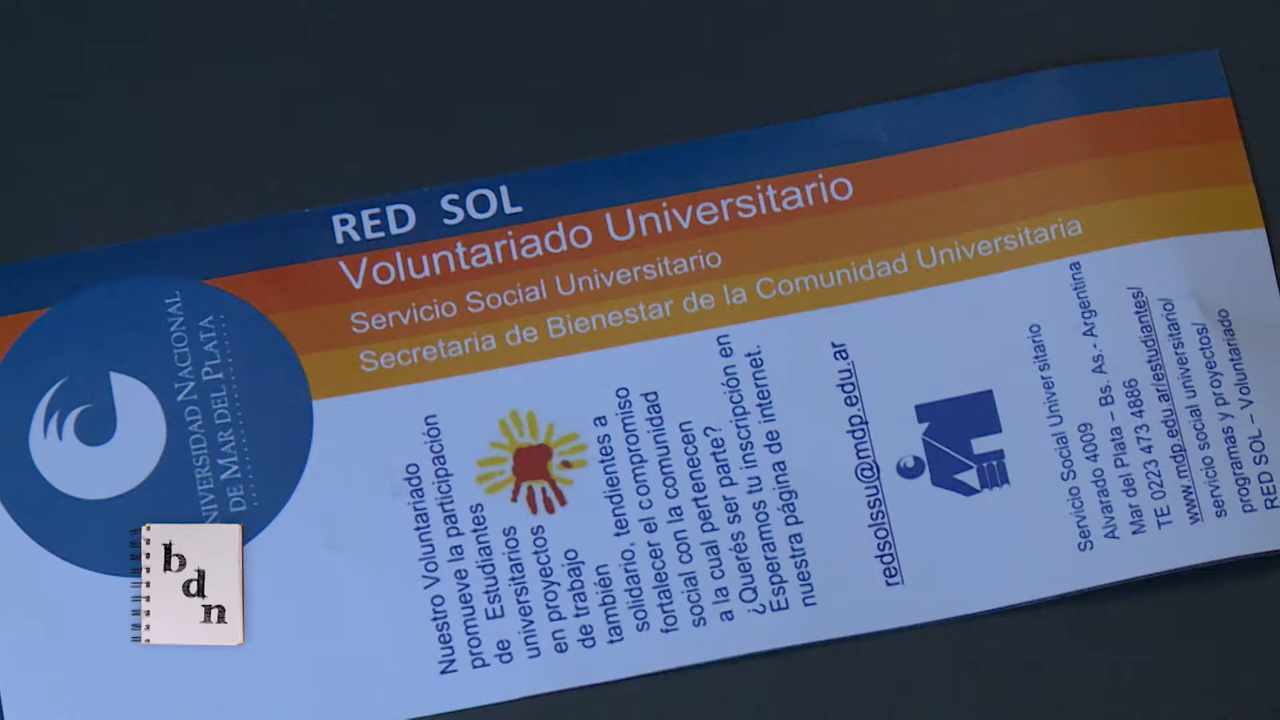 RED SOL
Voluntariado Universitario
Servicio Social Universitario
Secretaria de Bienestar de la Comunidad Universitaria
UNIVERSIDAD NACIONAL
DE MAR DEL PLATA
Nuestro Voluntariado
promueve la participación
de Estudiantes
universitarios
en proyectos
de trabajo
también
solidario, tendientes a
fortalecer el compromiso
social con la comunidad
a la cual pertenecen
¿Querés ser parte?
Esperamos tu inscripción en
nuestra página de internet.
redsolssu@mdp.edu.ar
Servicio Social Universitario
Alvarado 4009
Mar del Plata – Bs. As.- Argentina
TE 0223 473 4886
www.mdp.edu.ar/estudiantes/
servicio social universitario/
programas y proyectos/
RED SOL – Voluntariado
bdn